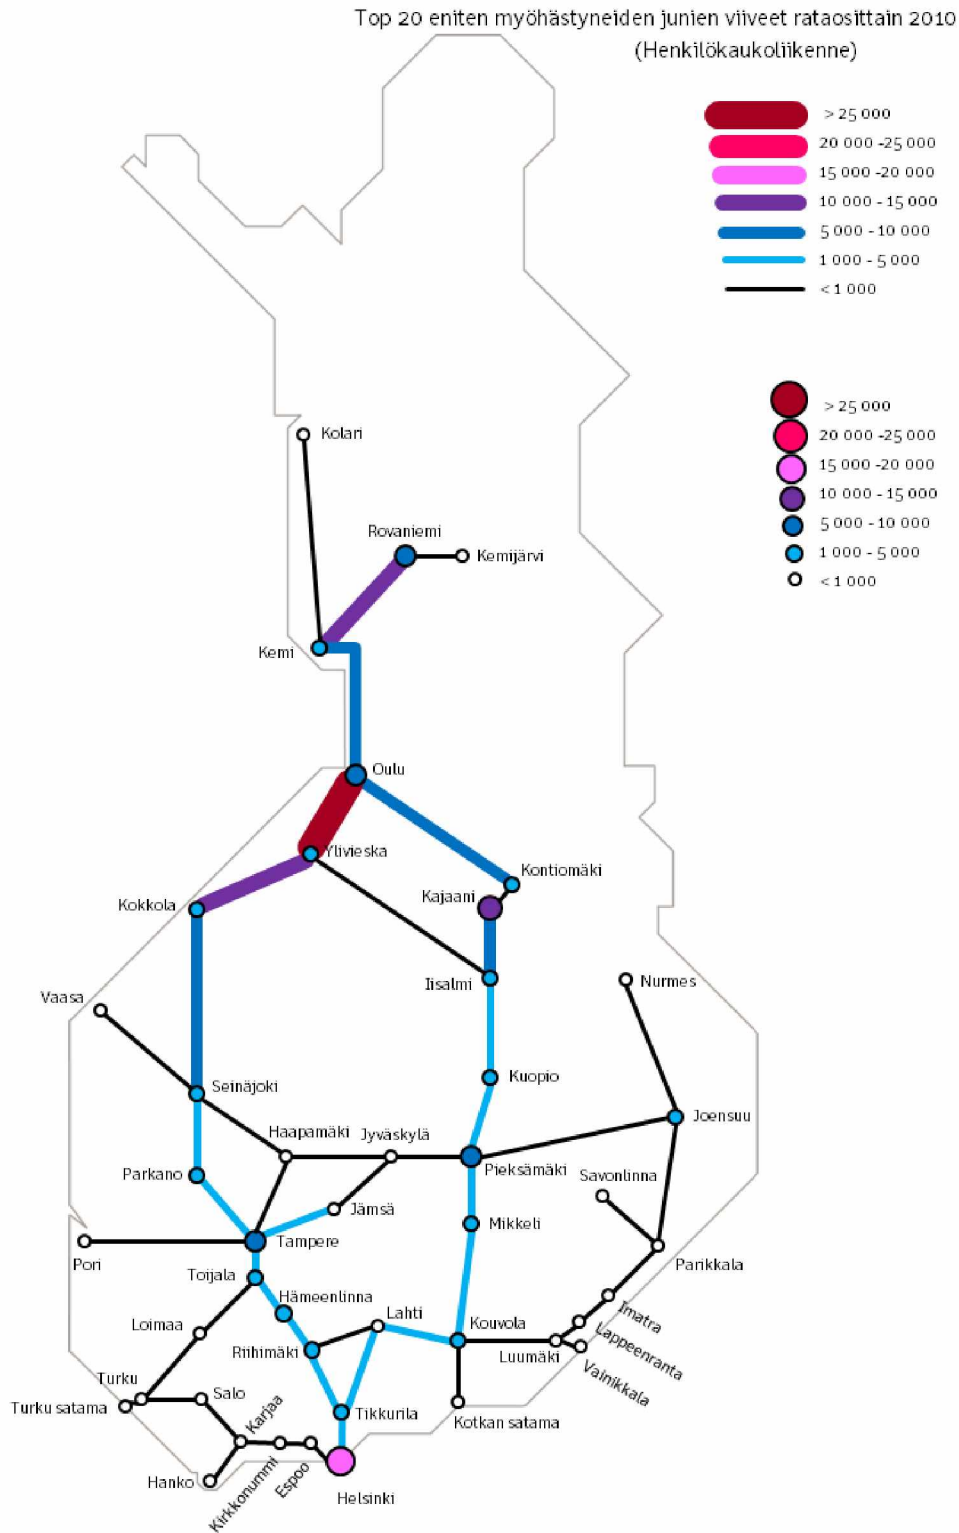 Top 20 eniten myöhästyneiden junien viiveet rataosittain 2010
(Henkilökaukoliikenne)
> 25 000
20 000 -25 000
15 000 -20 000
10 000 - 15 000
5 000 - 10 000
1 000 - 5 000
< 1 000
> 25 000
20 000 -25 000
15 000 -20 000
10 000 - 15 000
5 000 - 10 000
1 000 - 5 000
< 1 000
Kolari
Rovaniemi
Kemijärvi
Kemi
Oulu
Ylivieska
Kontiomäki
Kajaani
Kokkola
Iisalmi
Nurmes
Vaasa
Kuopio
Seinäjoki
Joensuu
Haapamäki
Jyväskylä
Parkano
Pieksämäki
Savonlinna
Jämsä
Mikkeli
Tampere
Pori
Parikkala
Toijala
Hämeenlinna
Imatra
Lahti
Loimaa
Kouvola
Lappeenranta
Riihimäki
Luumäki
Vainikkala
Turku
Salo
Turku satama
Karjaa
Tikkurila
Kotkan satama
Hanko
Kirkkonummi
Espoo
Helsinki